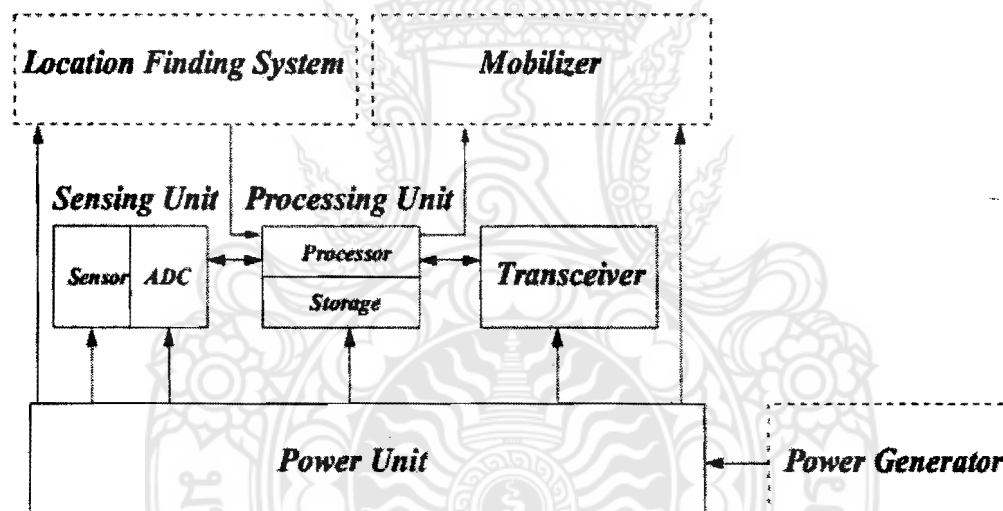 Location Finding System
Mobilizer
Sensing Unit
Processing Unit
Sensor
ADC
Processor
Storage
Transceiver
Power Unit
Power Generator